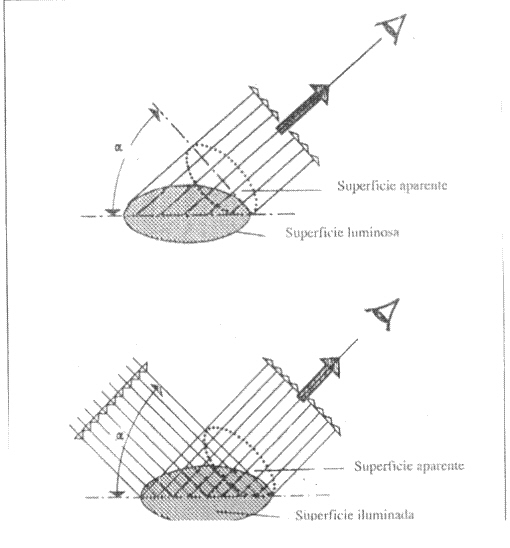 α
Superficie aparente
Superficie luminosa
α
Superficie aparente
Superficie iluminada